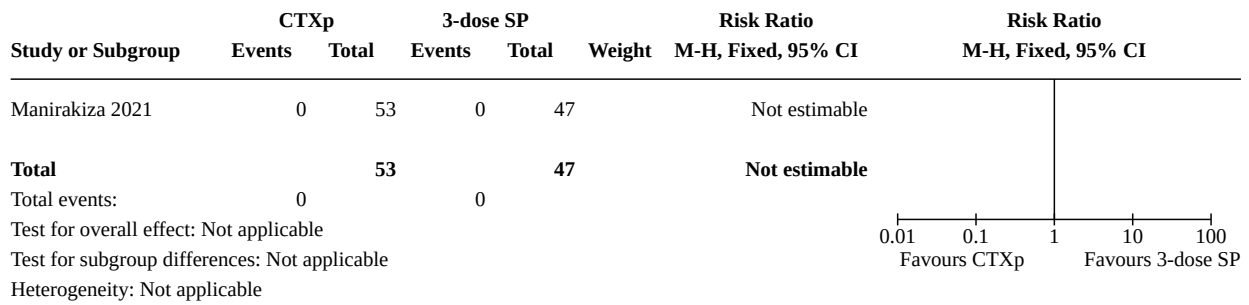 CTXp 3-dose SP Risk Ratio Risk Ratio
Study or Subgroup Events Total Events Total Weight M-H, Fixed, 95% CI M-H, Fixed, 95% CI
Manirakiza 2021 0 53 0 47 Not estimable
Total 53 47 Not estimable
Total events: 0 0
Test for overall effect: Not applicable
0.01 0.1 1 10 100
Test for subgroup differences: Not applicable
Favours CTXp Favours 3-dose SP
Heterogeneity: Not applicable